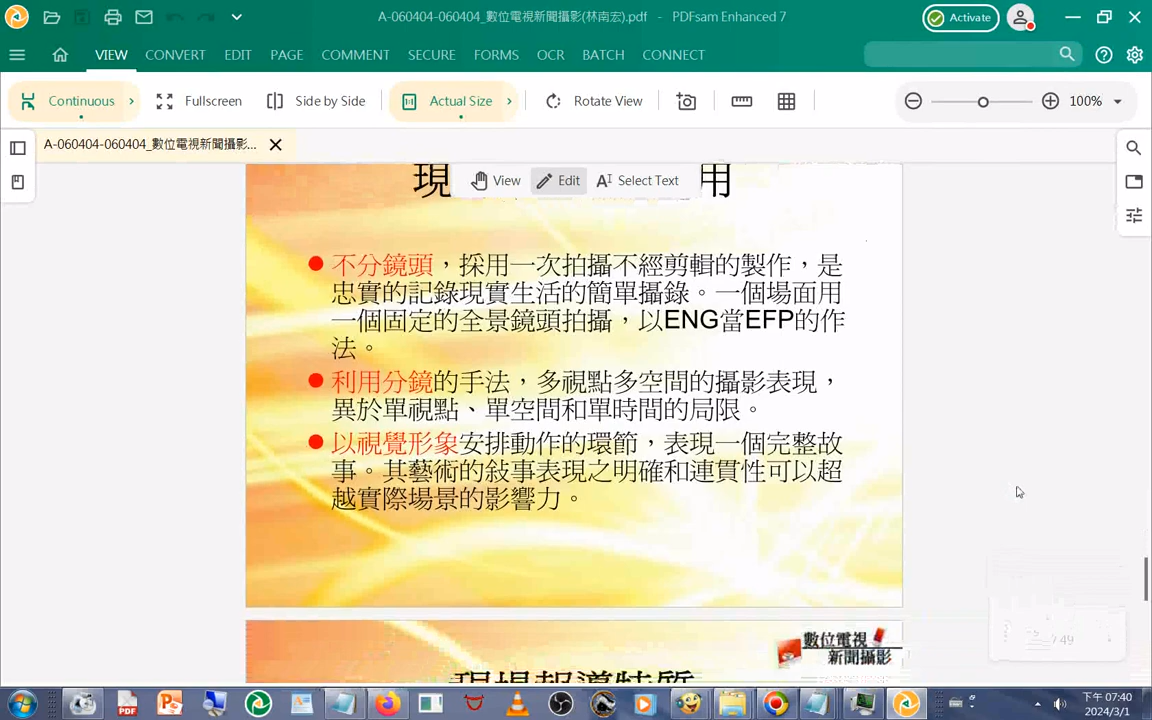 A-060404-060404_數位電視新聞攝影(林南宏).pdf - PDFsam Enhanced 7
Activate
VIEW CONVERT EDIT PAGE COMMENT SECURE FORMS OCR BATCH CONNECT
Continuous Fullscreen Side by Side Actual Size Rotate View 100%
A-060404-060404_數位電視新聞攝影...
View Edit Select Text
現 用
不分鏡頭，採用一次拍攝不經剪輯的製作，是
忠實的記錄現實生活的簡單攝錄。一個場面用
一個固定的全景鏡頭拍攝，以ENG當EFP的作
法。
利用分鏡的手法，多視點多空間的攝影表現，
異於單視點、單空間和單時間的局限。
以視覺形象安排動作的環節，表現一個完整故
事。其藝術的敍事表現之明確和連貫性可以超
越實際場景的影響力。
/49
數位電視
新聞攝影
現場報導特質
下午 07:40
2024/3/1